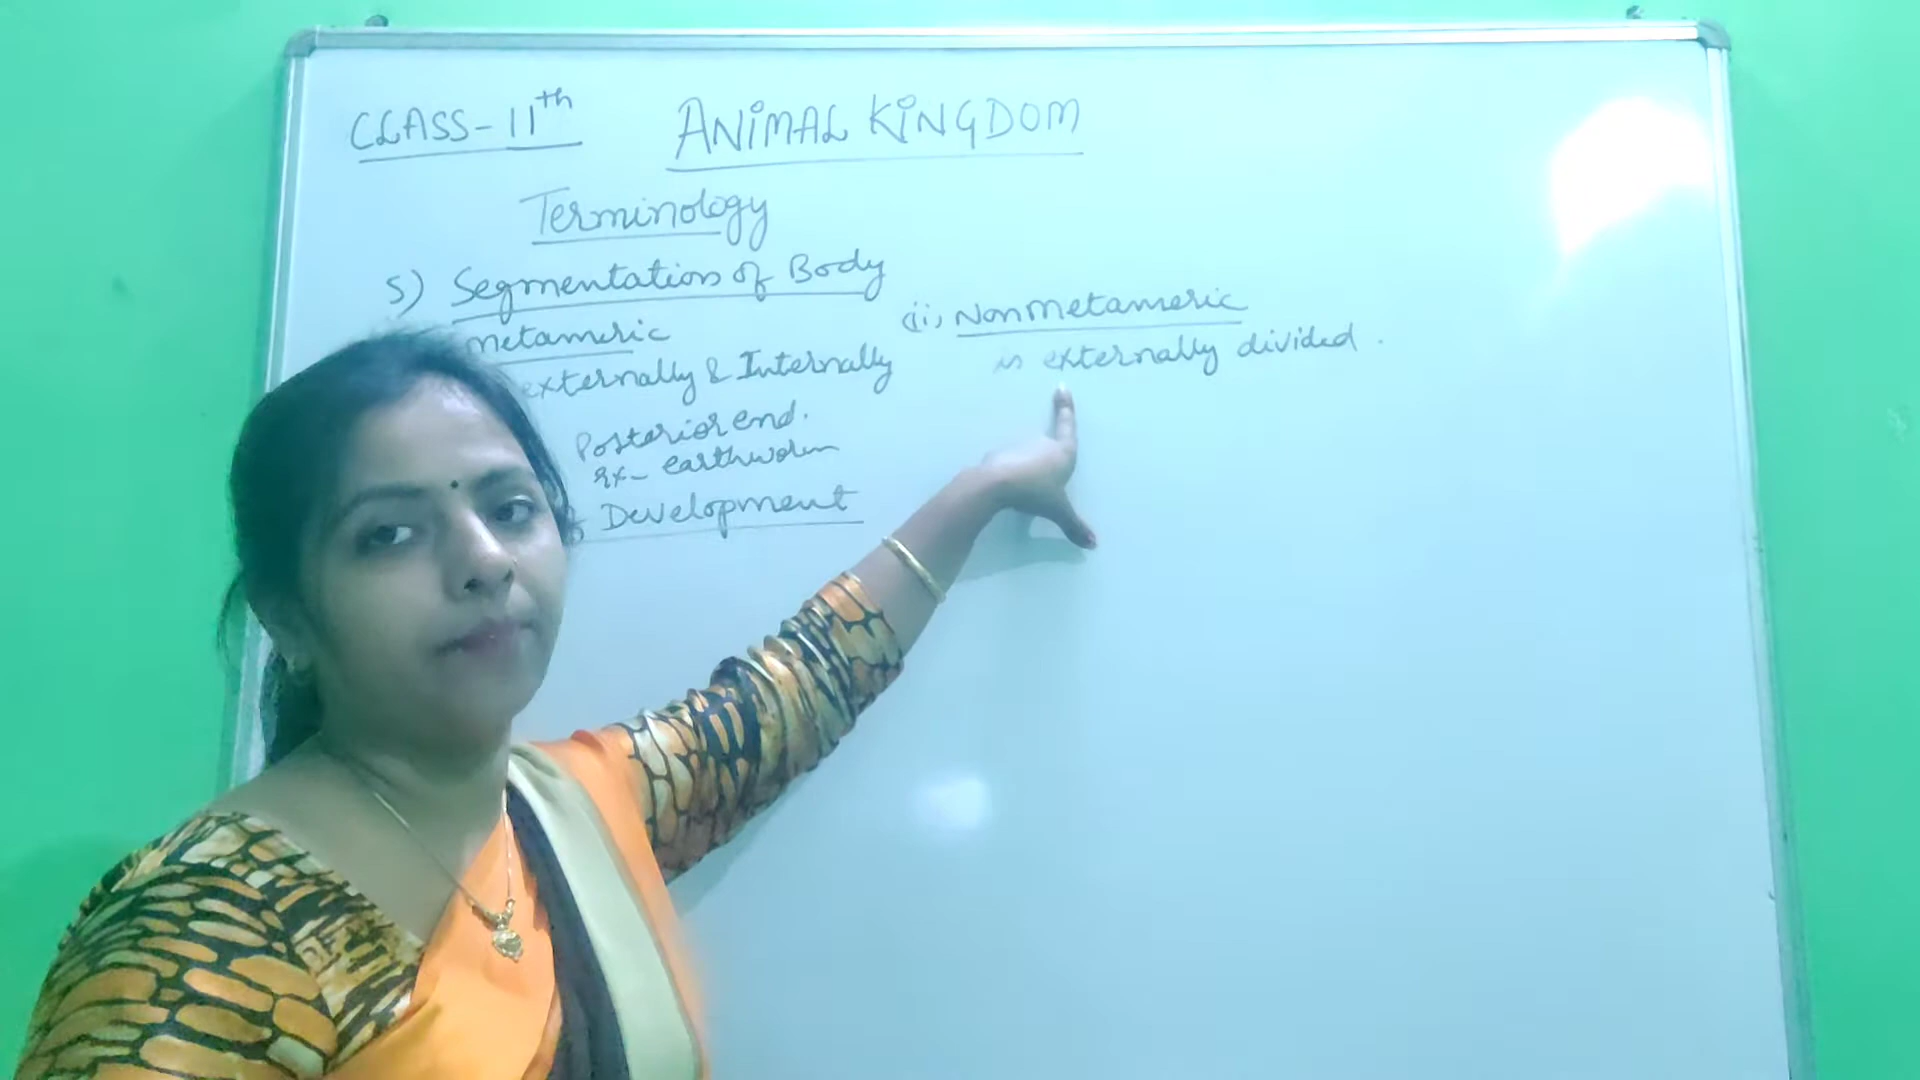 CLASS-11th
ANIMAL KINGDOM
Terminology
5) Segmentation of Body
metameric
externally & Internally
Posterior end.
ex- earthworm
Development
(ii) Nonmetameric
is externally divided.